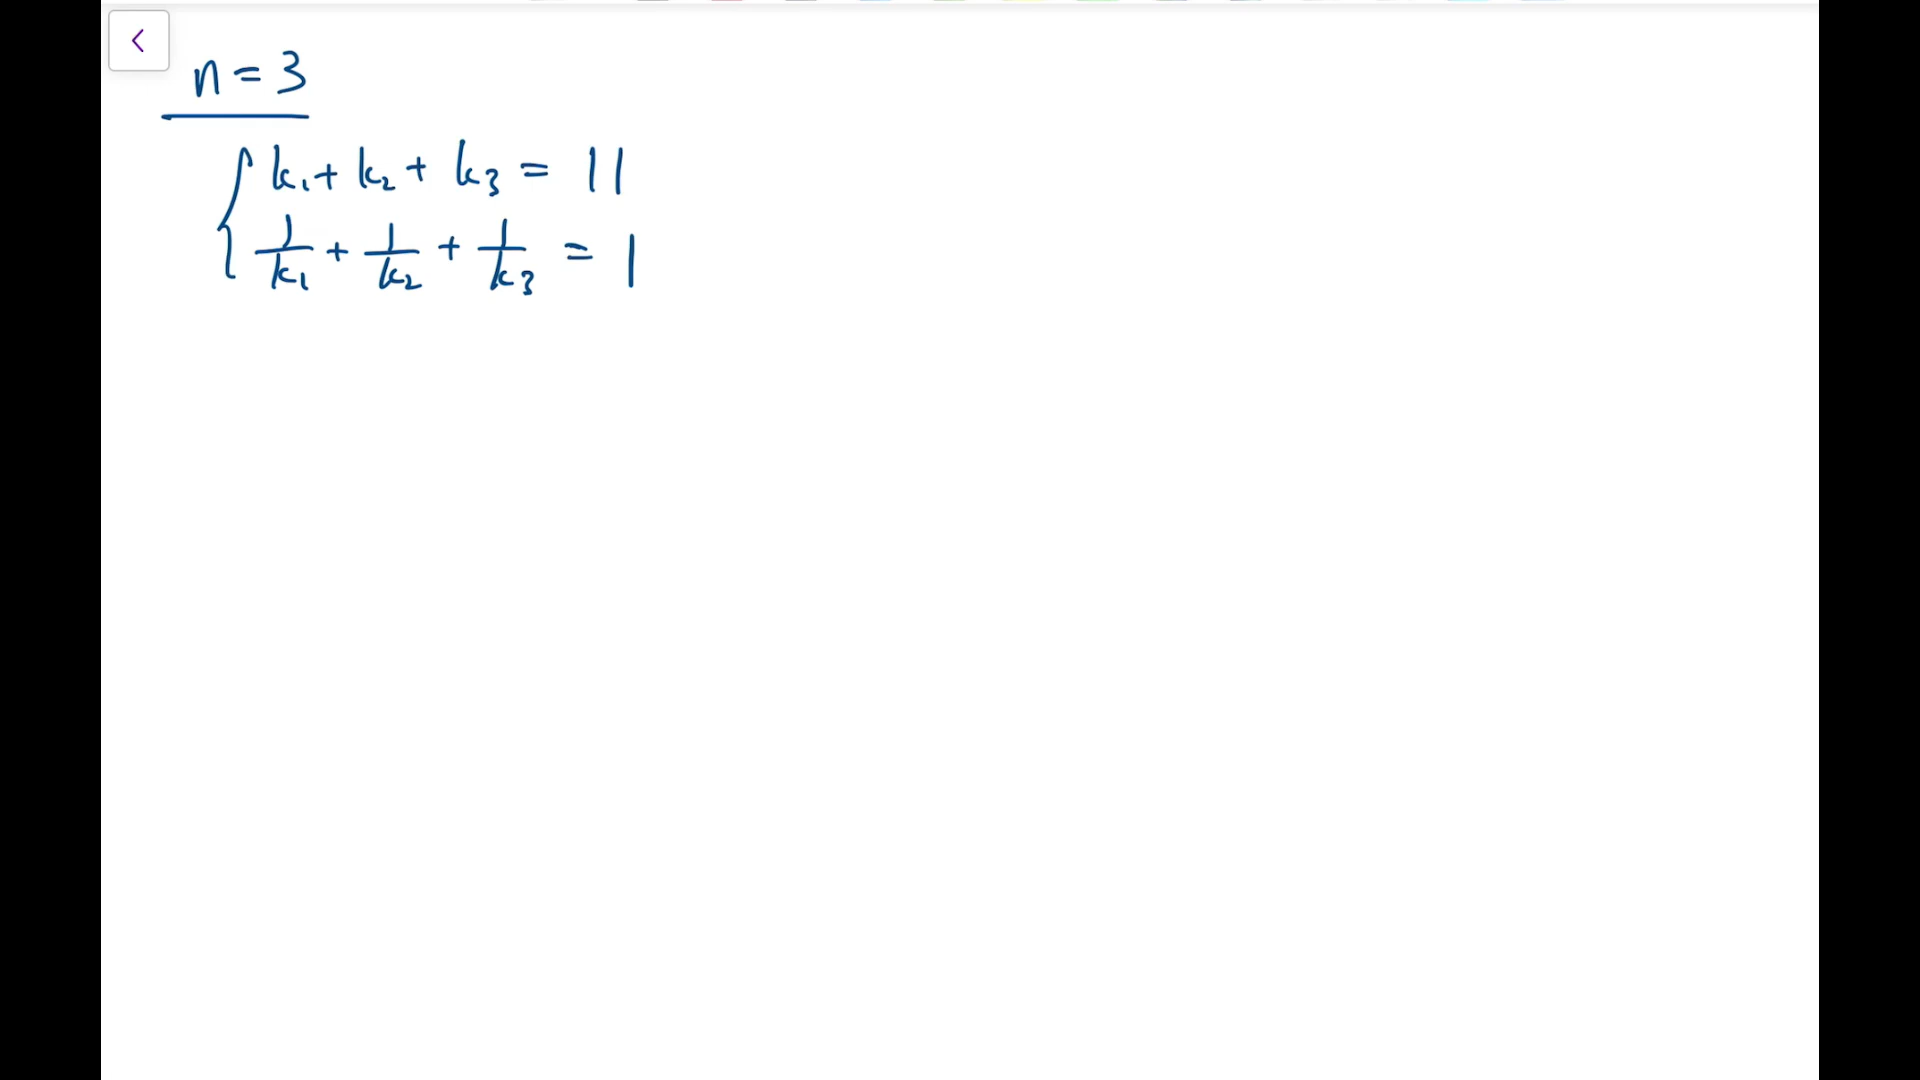 n = 3
k₁ + k₂ + k₃ = 11
1/k₁ + 1/k₂ + 1/k₃ = 1